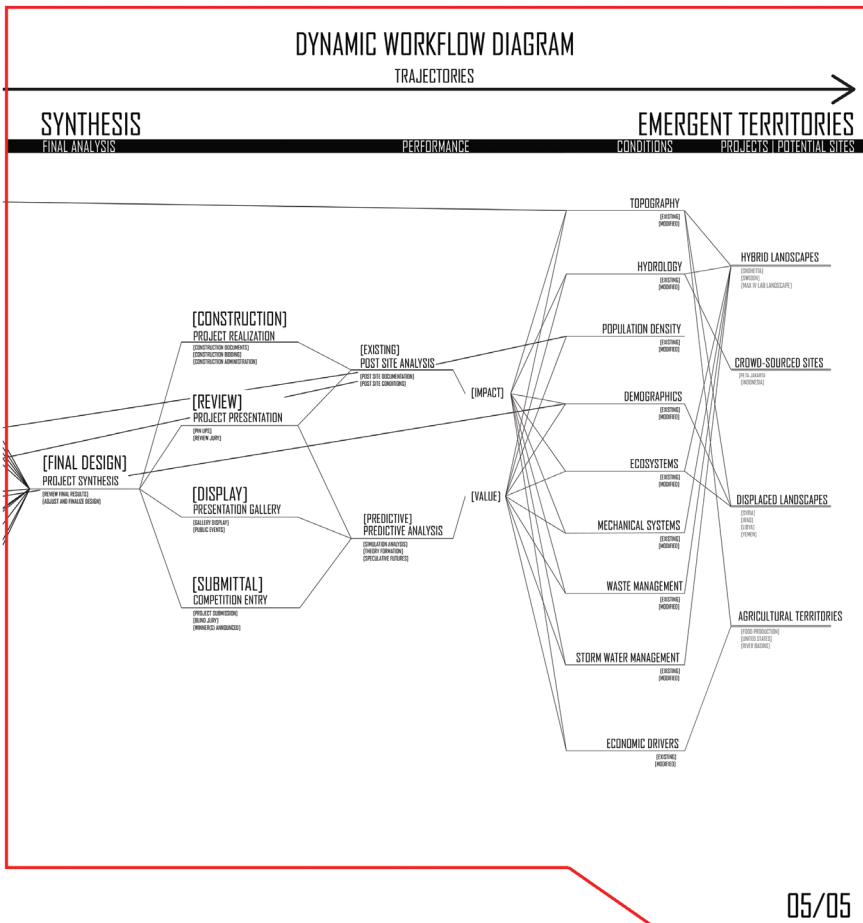 DYNAMIC WORKFLOW DIAGRAM
TRAJECTORIES
SYNTHESIS
EMERGENT TERRITORIES
FINAL ANALYSIS
PERFORMANCE
CONDITIONS
PROJECTS | POTENTIAL SITES
[FINAL DESIGN]
PROJECT SYNTHESIS
[REVIEW FINAL RESULTS]
[ADJUST AND FINALIZE DESIGN]
[CONSTRUCTION]
PROJECT REALIZATION
[CONSTRUCTION DOCUMENTS]
[CONSTRUCTION BIDDING]
[CONSTRUCTION ADMINISTRATION]
[REVIEW]
PROJECT PRESENTATION
[PIN UPS]
[REVIEW JURY]
[DISPLAY]
PRESENTATION GALLERY
[GALLERY DISPLAY]
[PUBLIC EVENTS]
[SUBMITTAL]
COMPETITION ENTRY
[PROJECT SUBMISSION]
[BLIND JURY]
[WINNER(S) ANNOUNCED]
[EXISTING]
POST SITE ANALYSIS
[POST SITE DOCUMENTATION]
[POST SITE CONDITIONS]
[PREDICTIVE]
PREDICTIVE ANALYSIS
[SIMULATION ANALYSIS]
[THEORY FORMATION]
[SPECULATIVE FUTURES]
[IMPACT]
[VALUE]
TOPOGRAPHY
[EXISTING]
[MODIFIED]
HYDROLOGY
[EXISTING]
[MODIFIED]
POPULATION DENSITY
[EXISTING]
[MODIFIED]
DEMOGRAPHICS
[EXISTING]
[MODIFIED]
ECOSYSTEMS
[EXISTING]
[MODIFIED]
MECHANICAL SYSTEMS
[EXISTING]
[MODIFIED]
WASTE MANAGEMENT
[EXISTING]
[MODIFIED]
STORM WATER MANAGEMENT
[EXISTING]
[MODIFIED]
ECONOMIC DRIVERS
[EXISTING]
[MODIFIED]
HYBRID LANDSCAPES
[SNOHETTA]
[SWEDEN]
[MAX IV LAB LANDSCAPE]
CROWD-SOURCED SITES
[PETA JAKARTA]
[INDONESIA]
DISPLACED LANDSCAPES
[SYRIA]
[IRAQ]
[LIBYA]
[YEMEN]
AGRICULTURAL TERRITORIES
[FOOD PRODUCTION]
[UNITED STATES]
[RIVER BASINS]
05/05